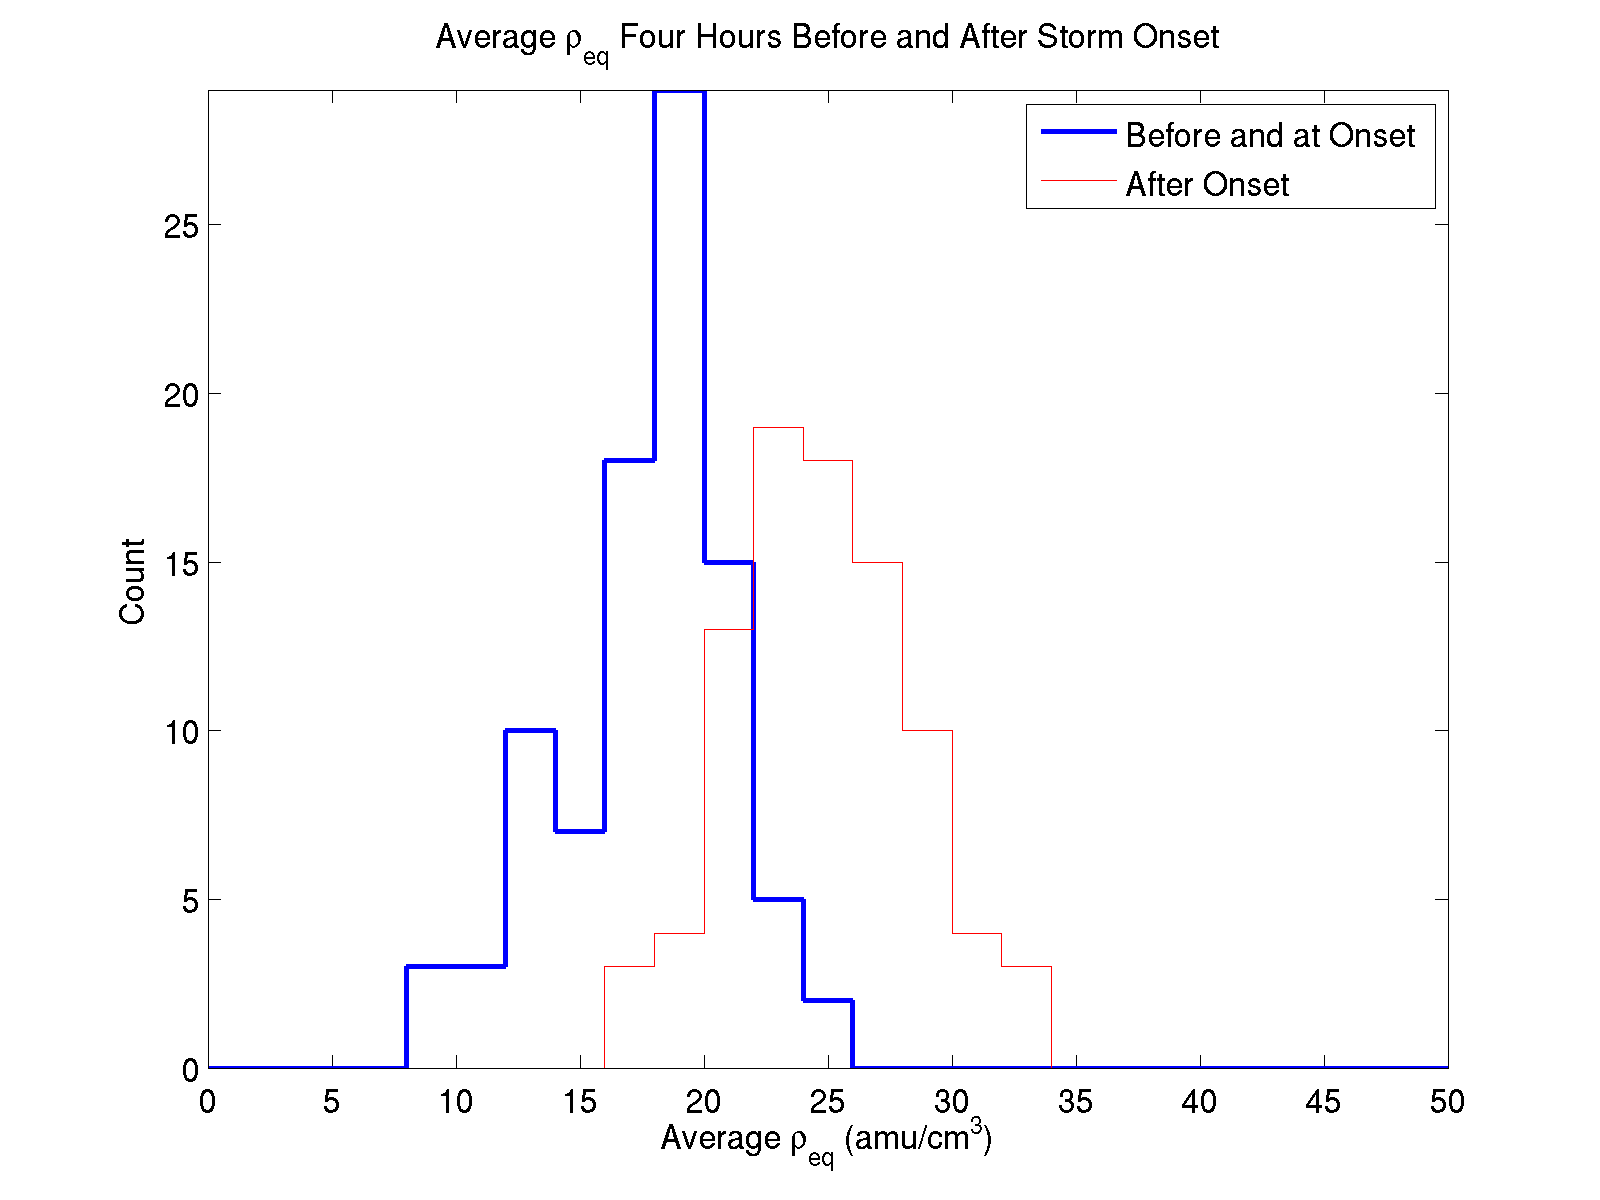 Average ρeq Four Hours Before and After Storm Onset
Before and at Onset
After Onset
25
20
15
10
5
0
Count
0 5 10 15 20 25 30 35 40 45 50
Average ρeq (amu/cm3)